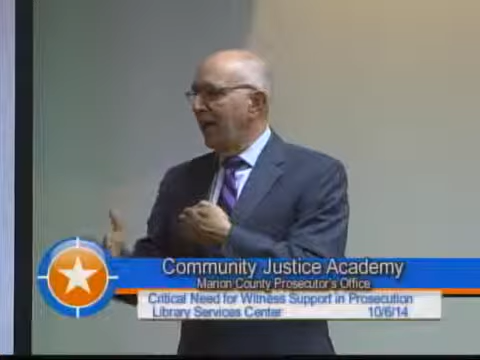 Community Justice Academy
Marion County Prosecutor's Office
Critical Need for Witness Support in Prosecution
Library Services Center 10/6/14